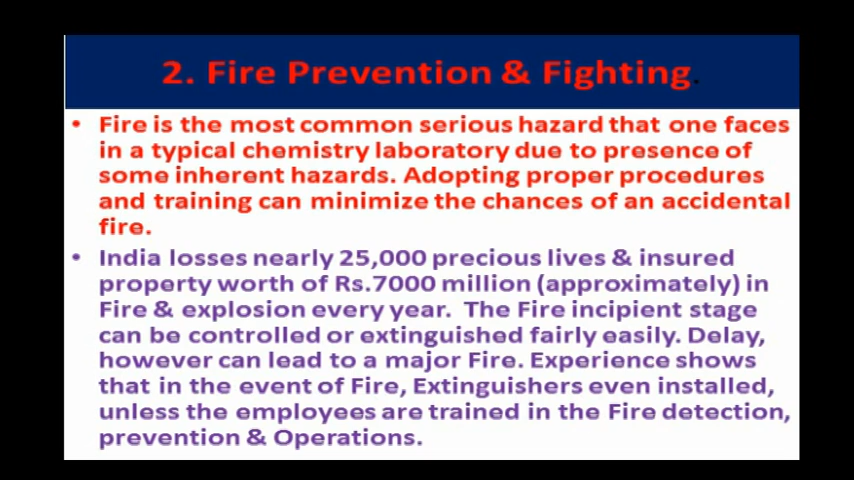 2. Fire Prevention & Fighting.
• Fire is the most common serious hazard that one faces
in a typical chemistry laboratory due to presence of
some inherent hazards. Adopting proper procedures
and training can minimize the chances of an accidental
fire.
• India losses nearly 25,000 precious lives & insured
property worth of Rs.7000 million (approximately) in
Fire & explosion every year. The Fire incipient stage
can be controlled or extinguished fairly easily. Delay,
however can lead to a major Fire. Experience shows
that in the event of Fire, Extinguishers even installed,
unless the employees are trained in the Fire detection,
prevention & Operations.